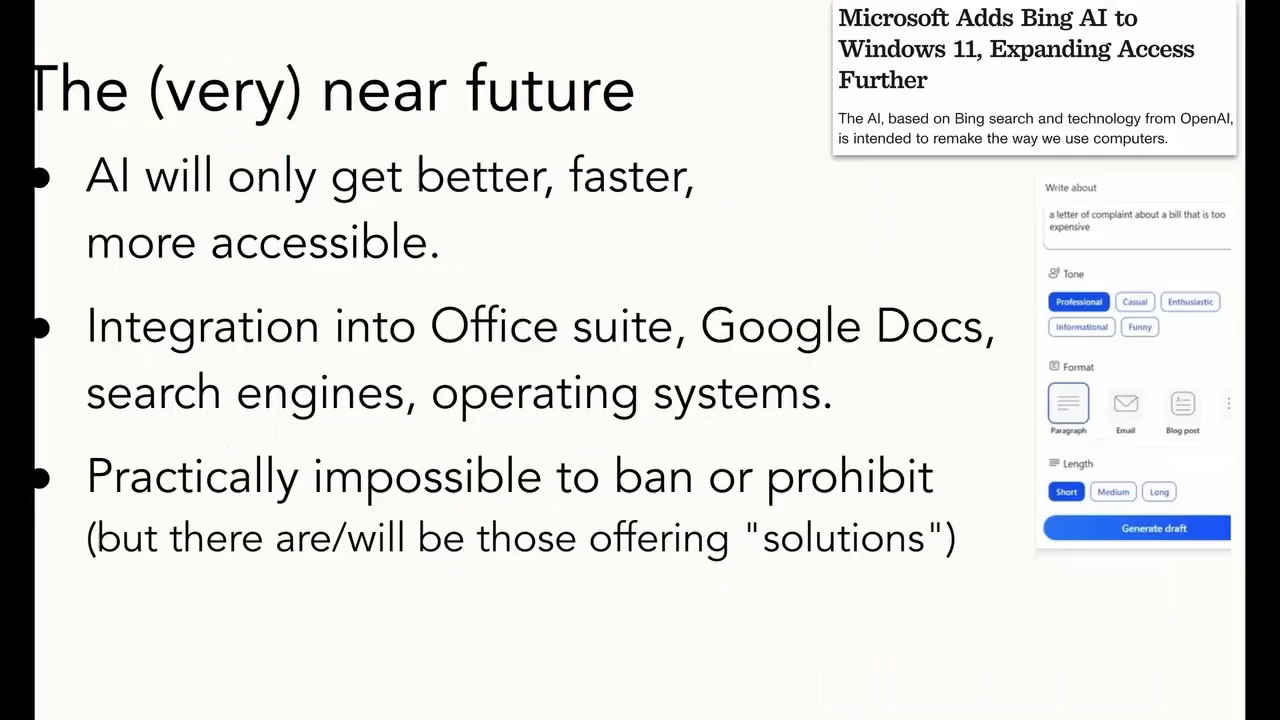 The (very) near future
• AI will only get better, faster,
more accessible.
• Integration into Office suite, Google Docs,
search engines, operating systems.
• Practically impossible to ban or prohibit
(but there are/will be those offering "solutions")
Microsoft Adds Bing AI to
Windows 11, Expanding Access
Further
The AI, based on Bing search and technology from OpenAI,
is intended to remake the way we use computers.
Write about
a letter of complaint about a bill that is too
expensive
Tone
Professional Casual Enthusiastic
Informational Funny
Format
Paragraph Email Blog post
Length
Short Medium Long
Generate draft